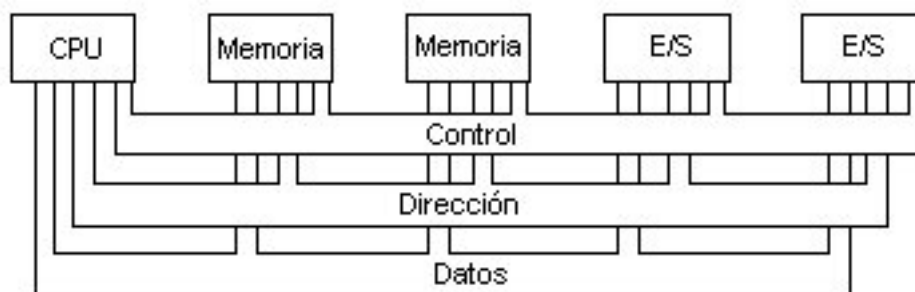 CPU
Memoria
Memoria
E/S
E/S
Control
Dirección
Datos